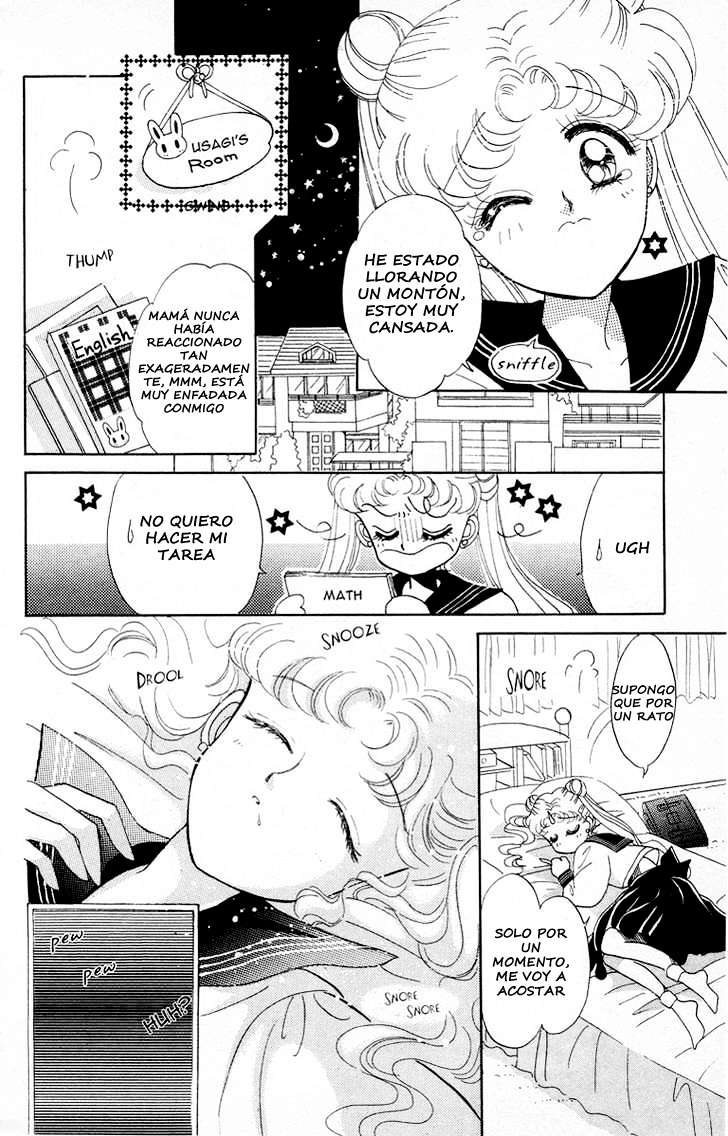 USAGI'S
Room
GWIND
HE ESTADO
LLORANDO
UN MONTÓN,
ESTOY MUY
CANSADA.
sniffle
THUMP
English
MAMÁ NUNCA
HABÍA
REACCIONADO
TAN
EXAGERADAMEN
TE, MMM, ESTÁ
MUY ENFADADA
CONMIGO
NO QUIERO
HACER MI
TAREA
MATH
UGH
SNOOZE
DROOL
SNORE
SUPONGO
QUE POR
UN RATO
SOLO POR
UN
MOMENTO,
ME VOY A
ACOSTAR
SNORE
SNORE
pew
pew
HUH?